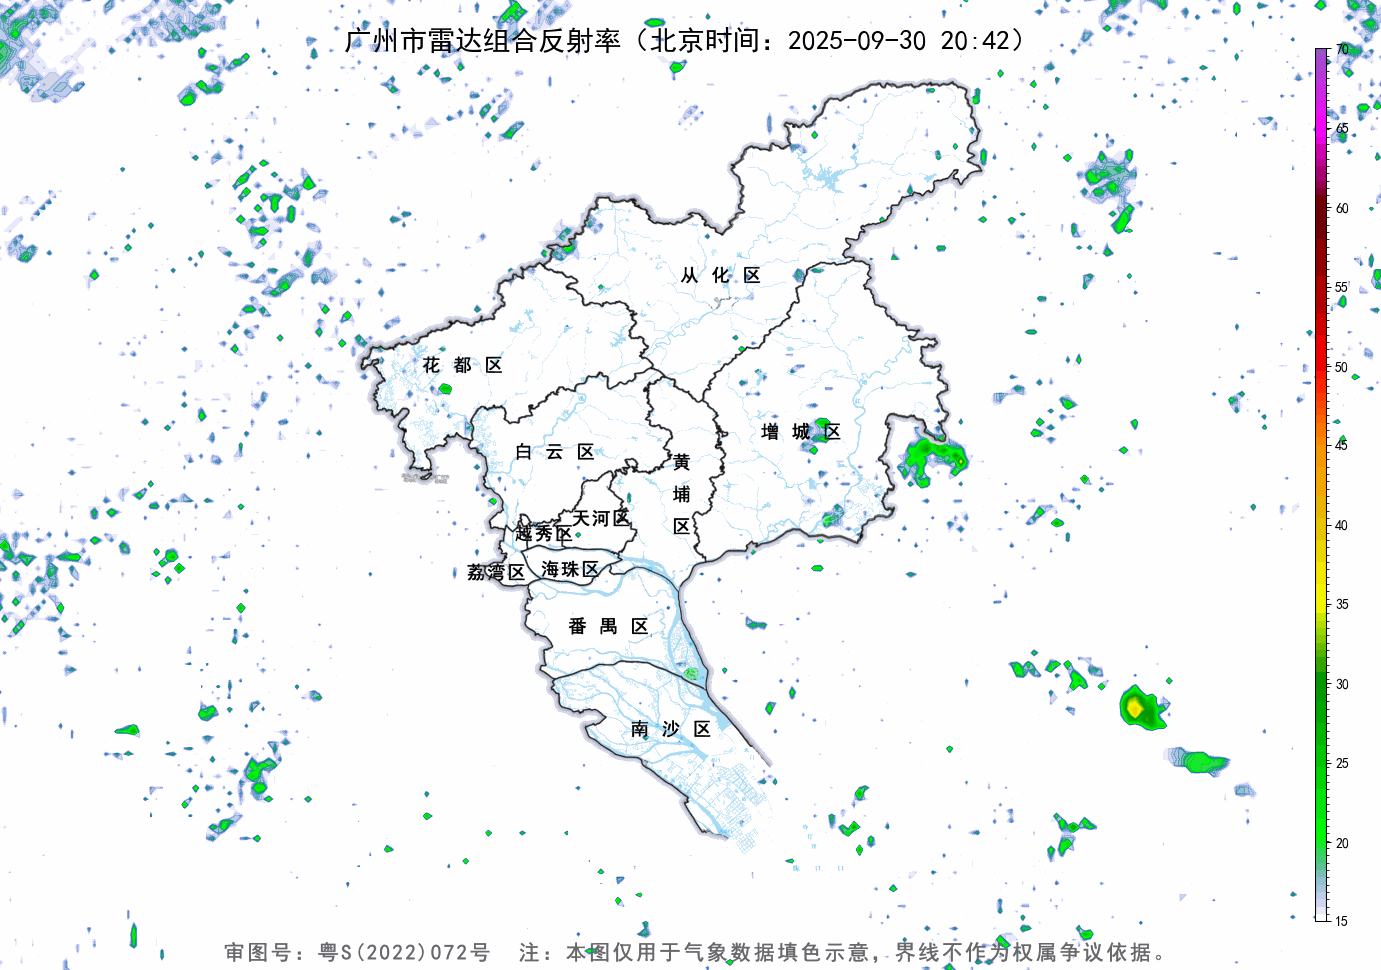 广州市雷达组合反射率（北京时间：2025-09-30 20:42）
70
65
60
55
50
45
40
35
30
25
20
15
从化区
花都区
增城区
白云区
黄埔区
天河区
越秀区
荔湾区
海珠区
番禺区
南沙区
审图号：粤S(2022)072号 注：本图仅用于气象数据填色示意，界线不作为权属争议依据。